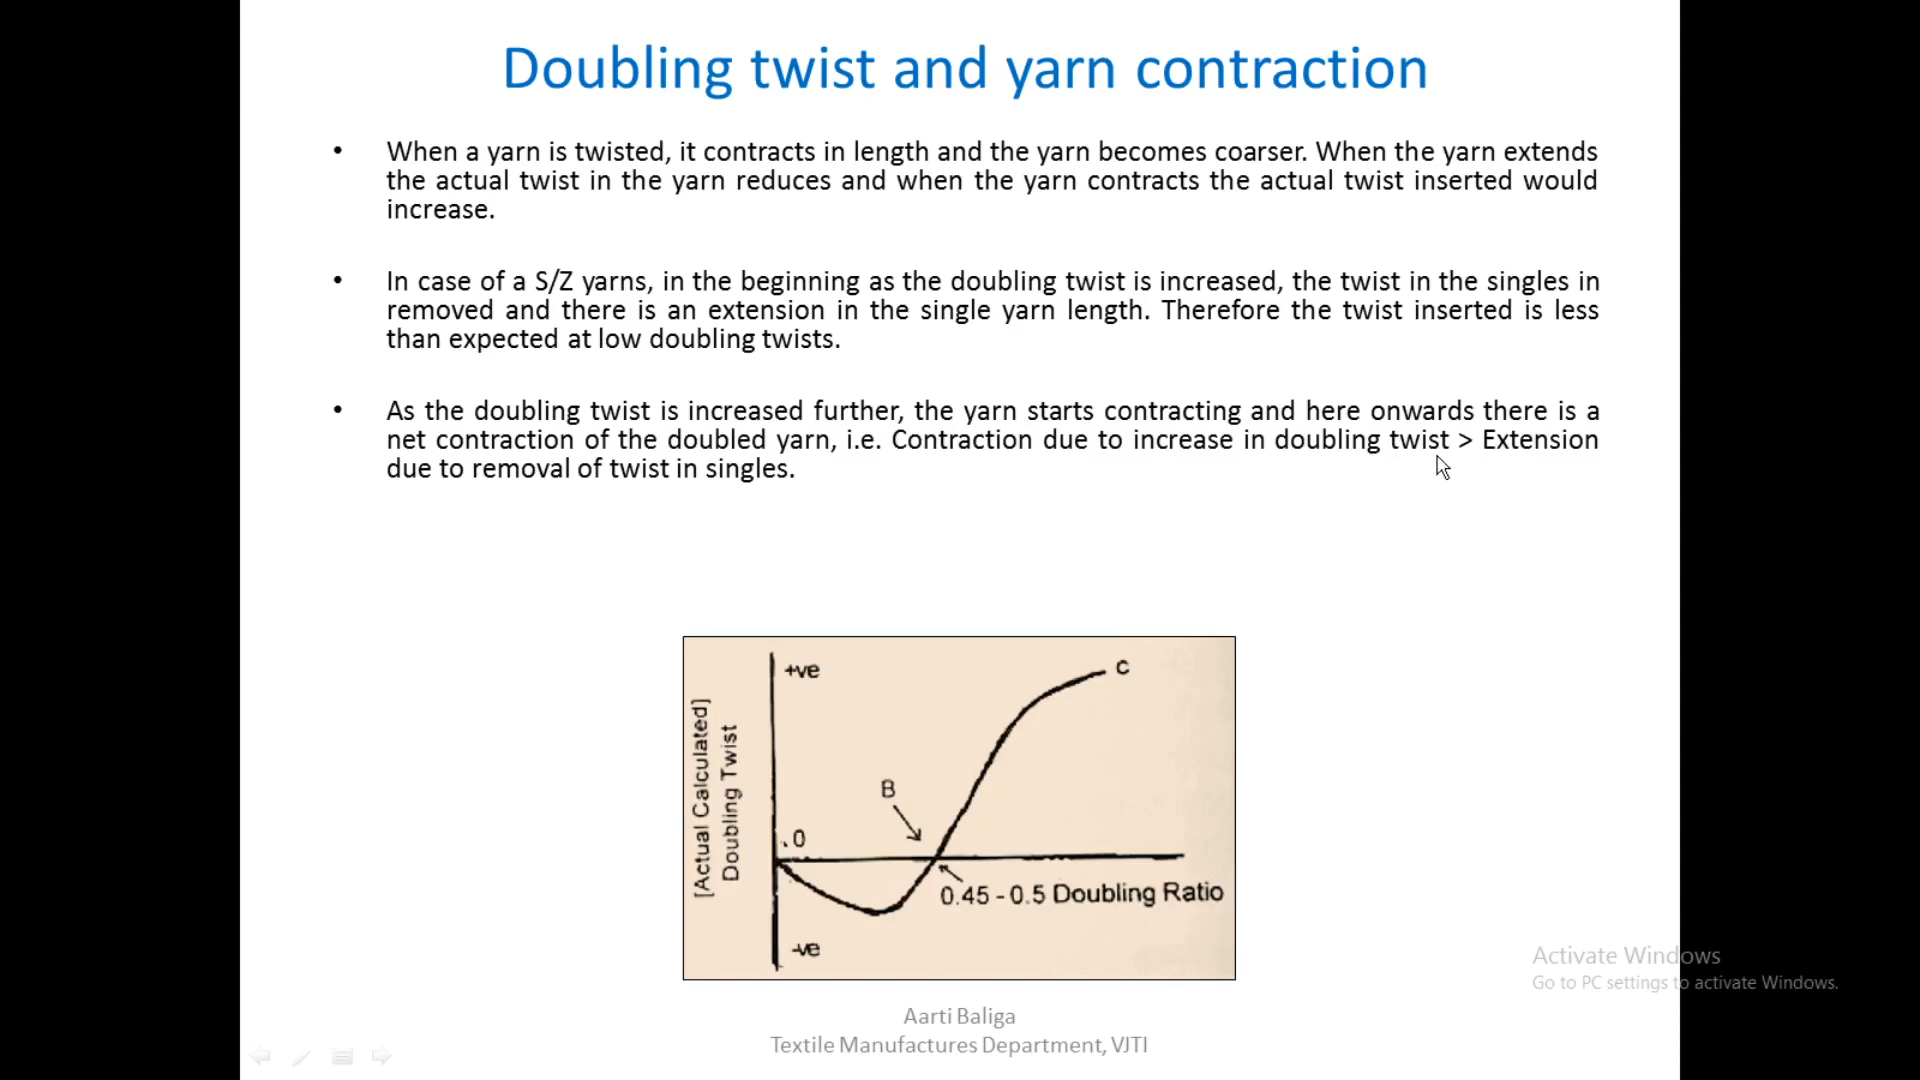 Doubling twist and yarn contraction
• When a yarn is twisted, it contracts in length and the yarn becomes coarser. When the yarn extends
the actual twist in the yarn reduces and when the yarn contracts the actual twist inserted would
increase.
• In case of a S/Z yarns, in the beginning as the doubling twist is increased, the twist in the singles in
removed and there is an extension in the single yarn length. Therefore the twist inserted is less
than expected at low doubling twists.
• As the doubling twist is increased further, the yarn starts contracting and here onwards there is a
net contraction of the doubled yarn, i.e. Contraction due to increase in doubling twist > Extension
due to removal of twist in singles.
[Actual Calculated]
Doubling Twist
+ve
C
B
0
0.45 - 0.5 Doubling Ratio
-ve
Activate Windows
Go to PC settings to activate Windows.
Aarti Baliga
Textile Manufactures Department, VJTI